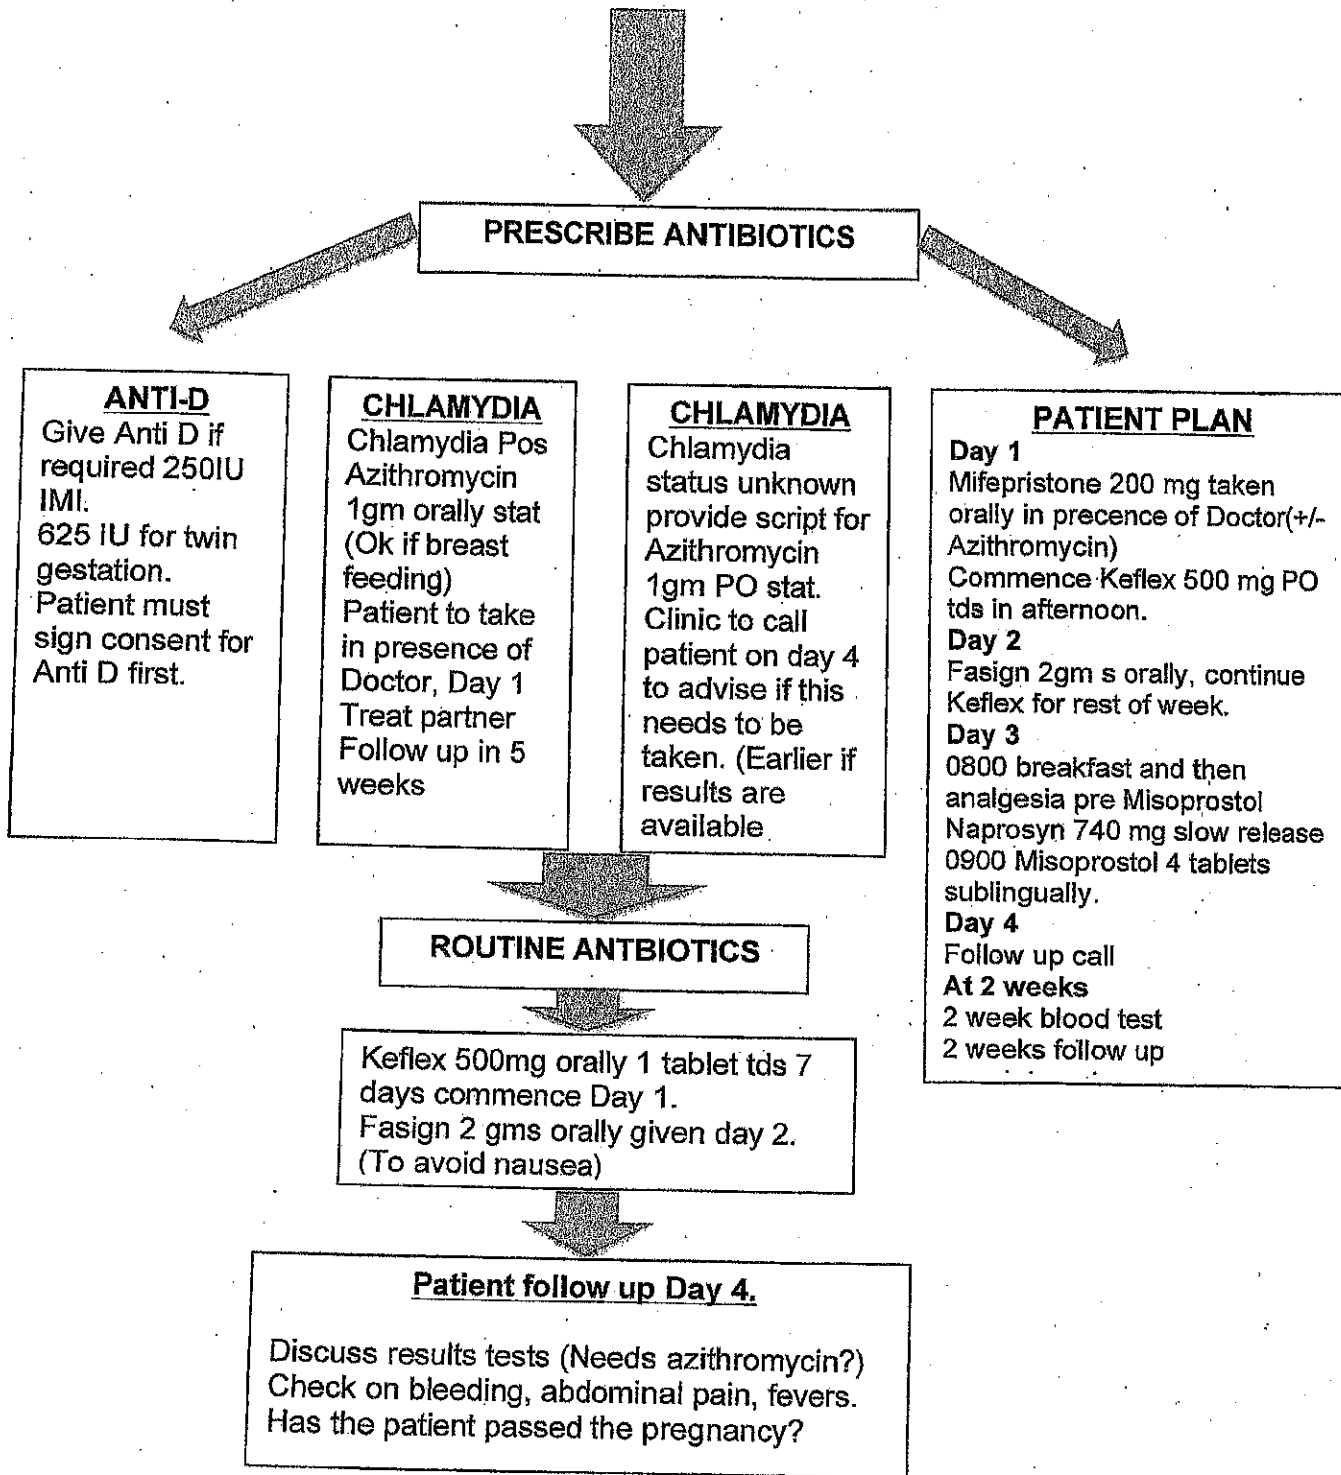 PRESCRIBE ANTIBIOTICS
ANTI-D
Give Anti D if
required 250IU
IMI.
625 IU for twin
gestation.
Patient must
sign consent for
Anti D first.
CHLAMYDIA
Chlamydia Pos
Azithromycin
1gm orally stat
(Ok if breast
feeding)
Patient to take
in presence of
Doctor, Day 1
Treat partner
Follow up in 5
weeks
CHLAMYDIA
Chlamydia
status unknown
provide script for
Azithromycin
1gm PO stat.
Clinic to call
patient on day 4
to advise if this
needs to be
taken. (Earlier if
results are
available
PATIENT PLAN
Day 1
Mifepristone 200 mg taken
orally in precence of Doctor(+/-
Azithromycin)
Commence Keflex 500 mg PO
tds in afternoon.
Day 2
Fasign 2gm s orally, continue
Keflex for rest of week.
Day 3
0800 breakfast and then
analgesia pre Misoprostol
Naprosyn 740 mg slow release
0900 Misoprostol 4 tablets
sublingually.
Day 4
Follow up call
At 2 weeks
2 week blood test
2 weeks follow up
ROUTINE ANTBIOTICS
Keflex 500mg orally 1 tablet tds 7
days commence Day 1.
Fasign 2 gms orally given day 2.
(To avoid nausea)
Patient follow up Day 4.
Discuss results tests (Needs azithromycin?)
Check on bleeding, abdominal pain, fevers.
Has the patient passed the pregnancy?